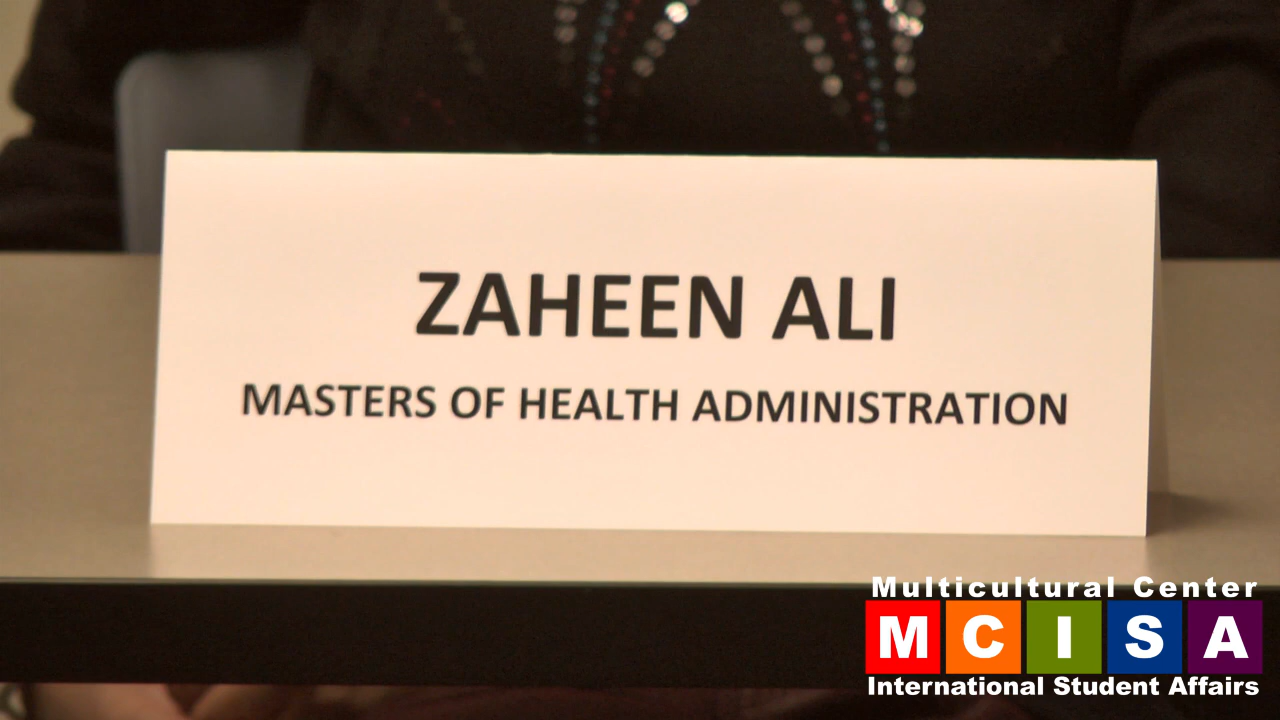 ZAHEEN ALI
MASTERS OF HEALTH ADMINISTRATION
Multicultural Center
MCISA
International Student Affairs